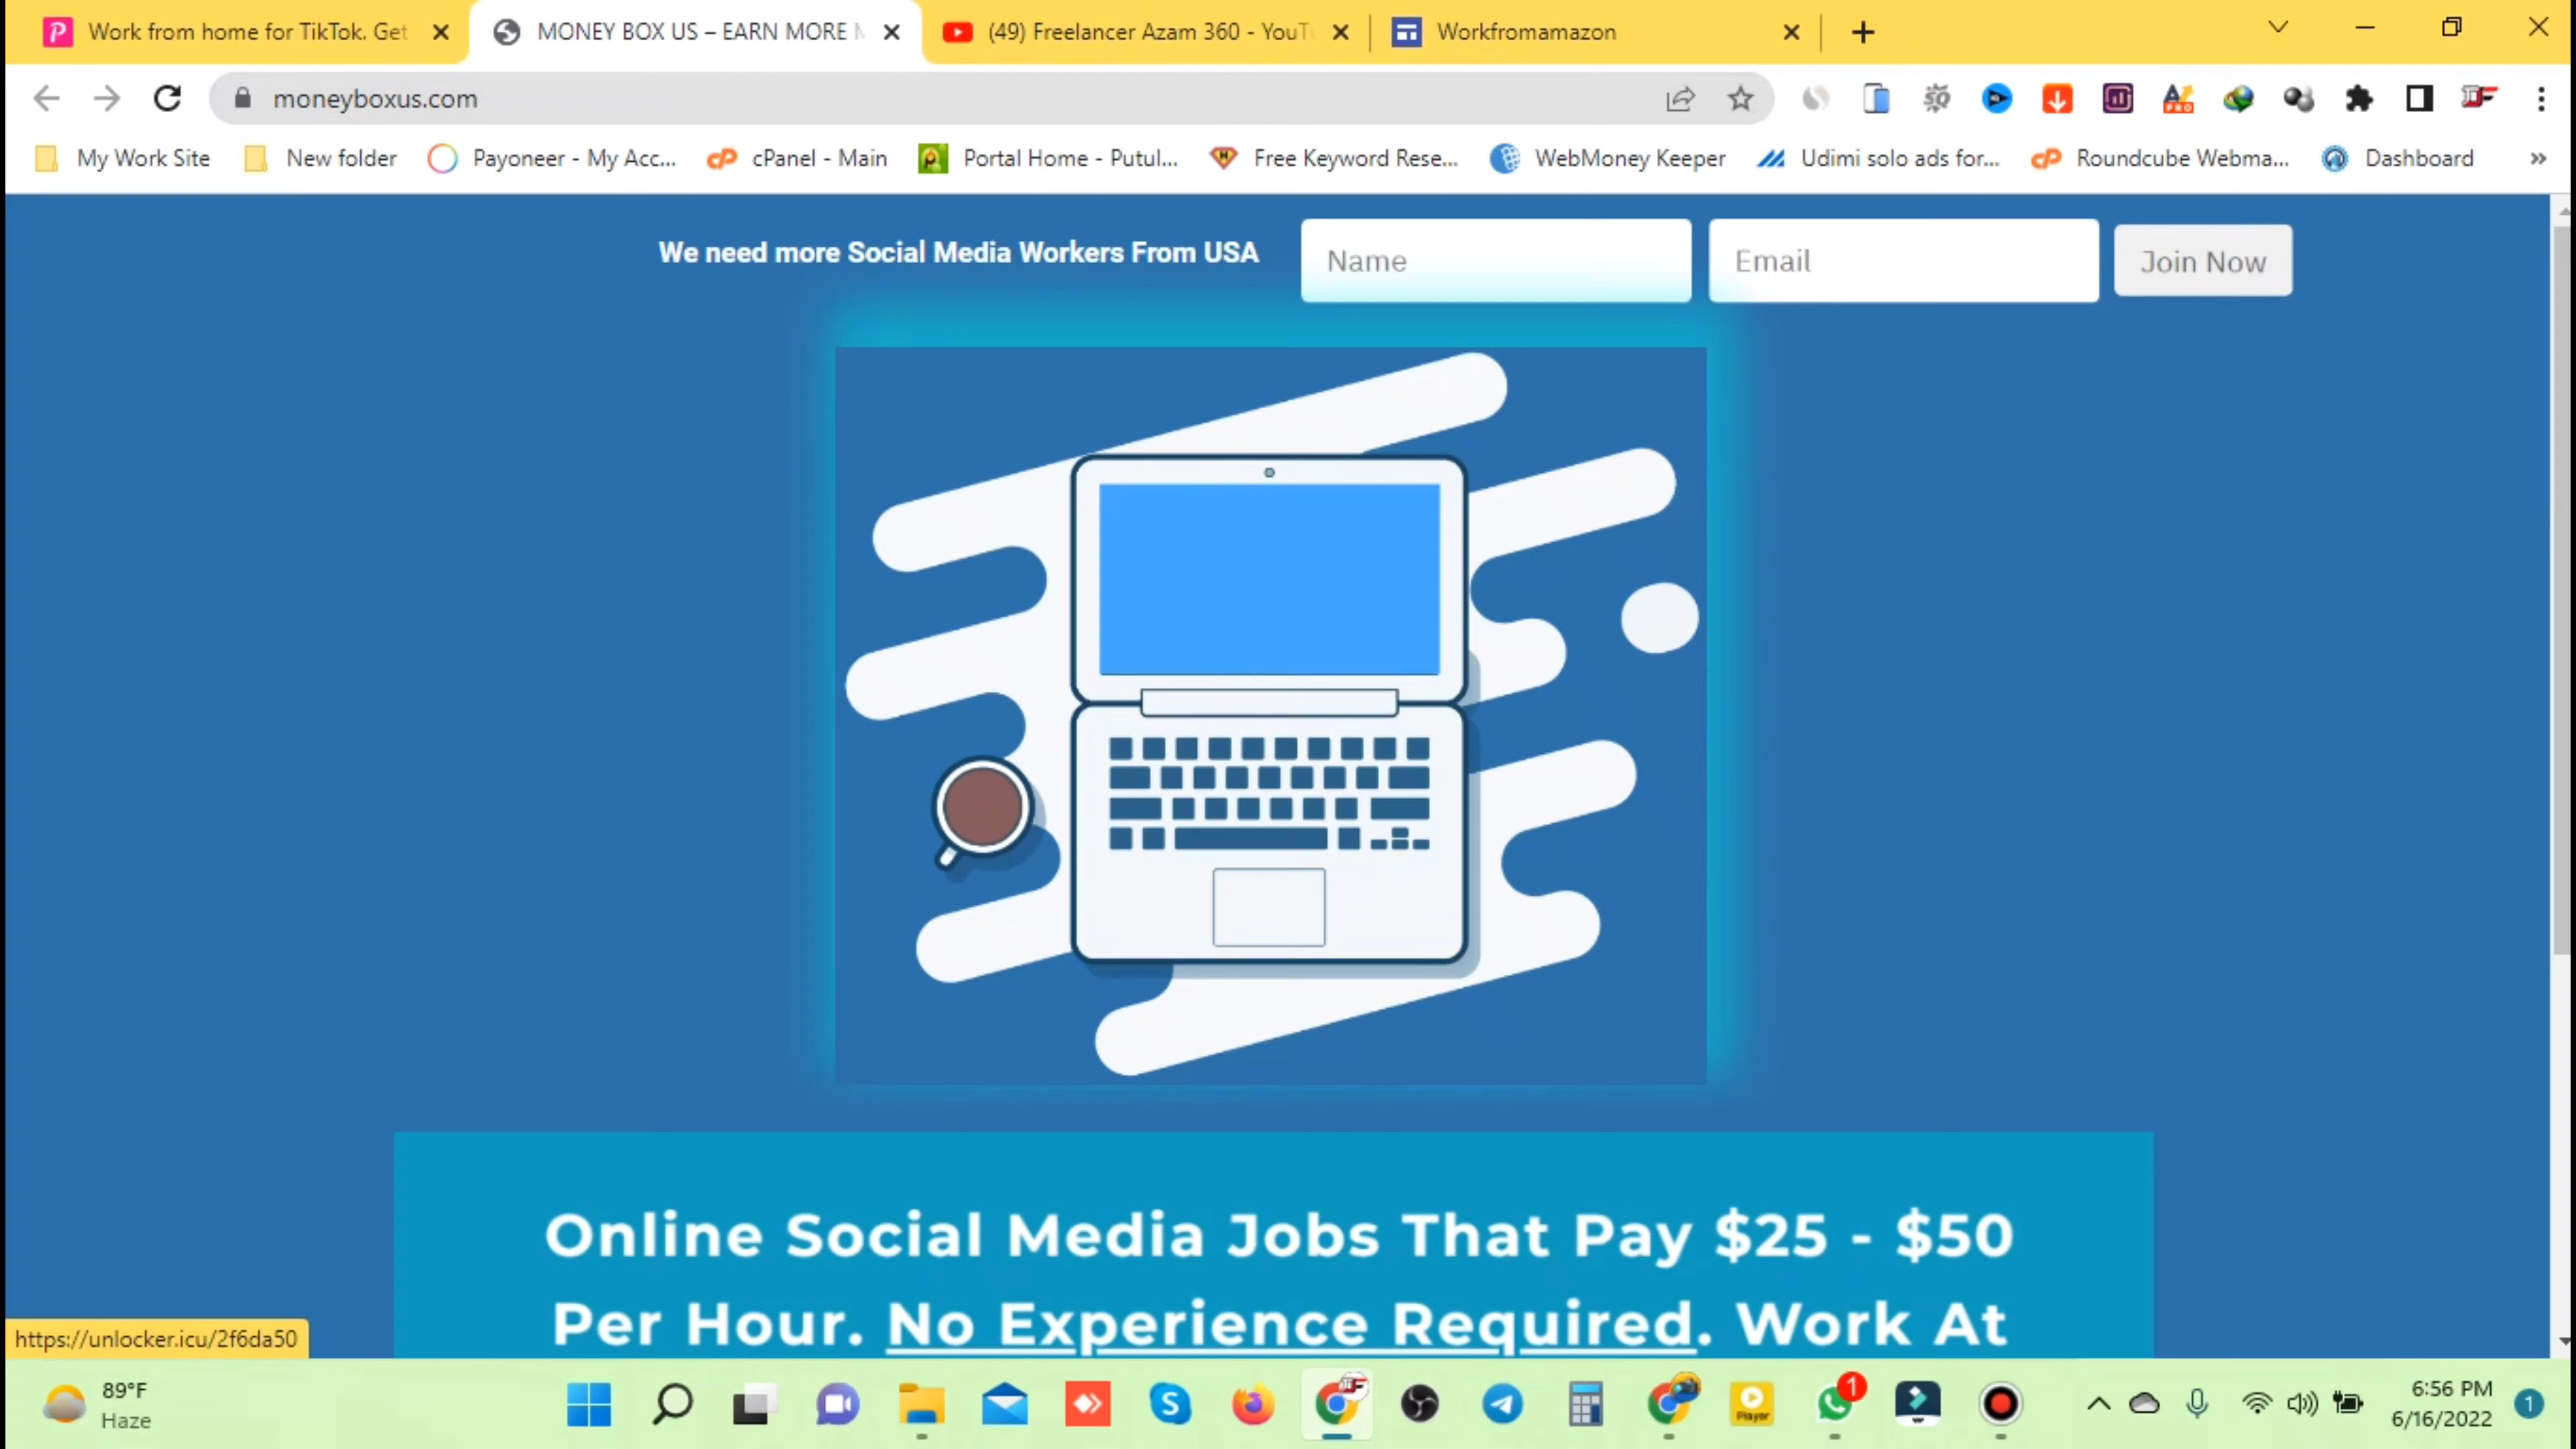 Work from home for TikTok. Get
MONEY BOX US – EARN MORE M
(49) Freelancer Azam 360 - YouTu
Workfromamazon
moneyboxus.com
My Work Site
New folder
Payoneer - My Acc...
cPanel - Main
Portal Home - Putul...
Free Keyword Rese...
WebMoney Keeper
Udimi solo ads for...
Roundcube Webma...
Dashboard
We need more Social Media Workers From USA
Name
Email
Join Now
Online Social Media Jobs That Pay $25 - $50
Per Hour. No Experience Required. Work At
https://unlocker.icu/2f6da50
89°F
Haze
Player
1
6:56 PM
6/16/2022
1